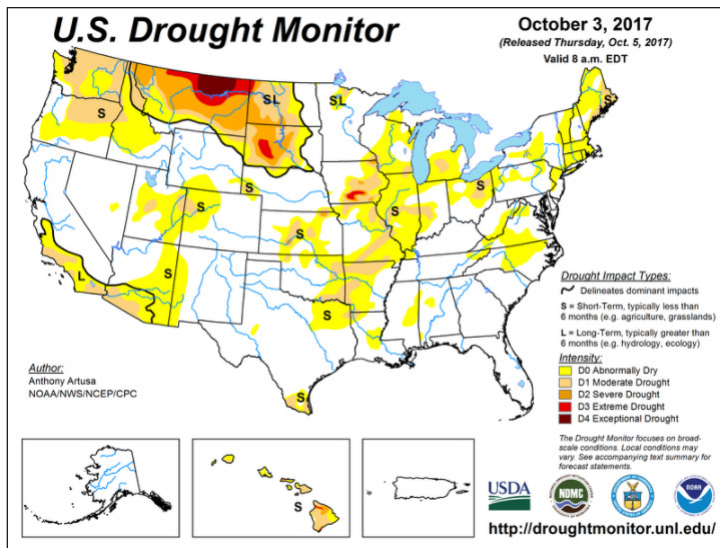 U.S. Drought Monitor
October 3, 2017
(Released Thursday, Oct. 5, 2017)
Valid 8 a.m. EDT
S
SL
SL
S
S
S
S
S
S
S
L
S
S
S
Drought Impact Types:
Delineates dominant impacts
S = Short-Term, typically less than
6 months (e.g. agriculture, grasslands)
L = Long-Term, typically greater than
6 months (e.g. hydrology, ecology)
Intensity:
D0 Abnormally Dry
D1 Moderate Drought
D2 Severe Drought
D3 Extreme Drought
D4 Exceptional Drought
Author:
Anthony Artusa
NOAA/NWS/NCEP/CPC
S
The Drought Monitor focuses on broad-
scale conditions. Local conditions may
vary. See accompanying text summary for
forecast statements.
USDA
NDMC
NOAA
http://droughtmonitor.unl.edu/